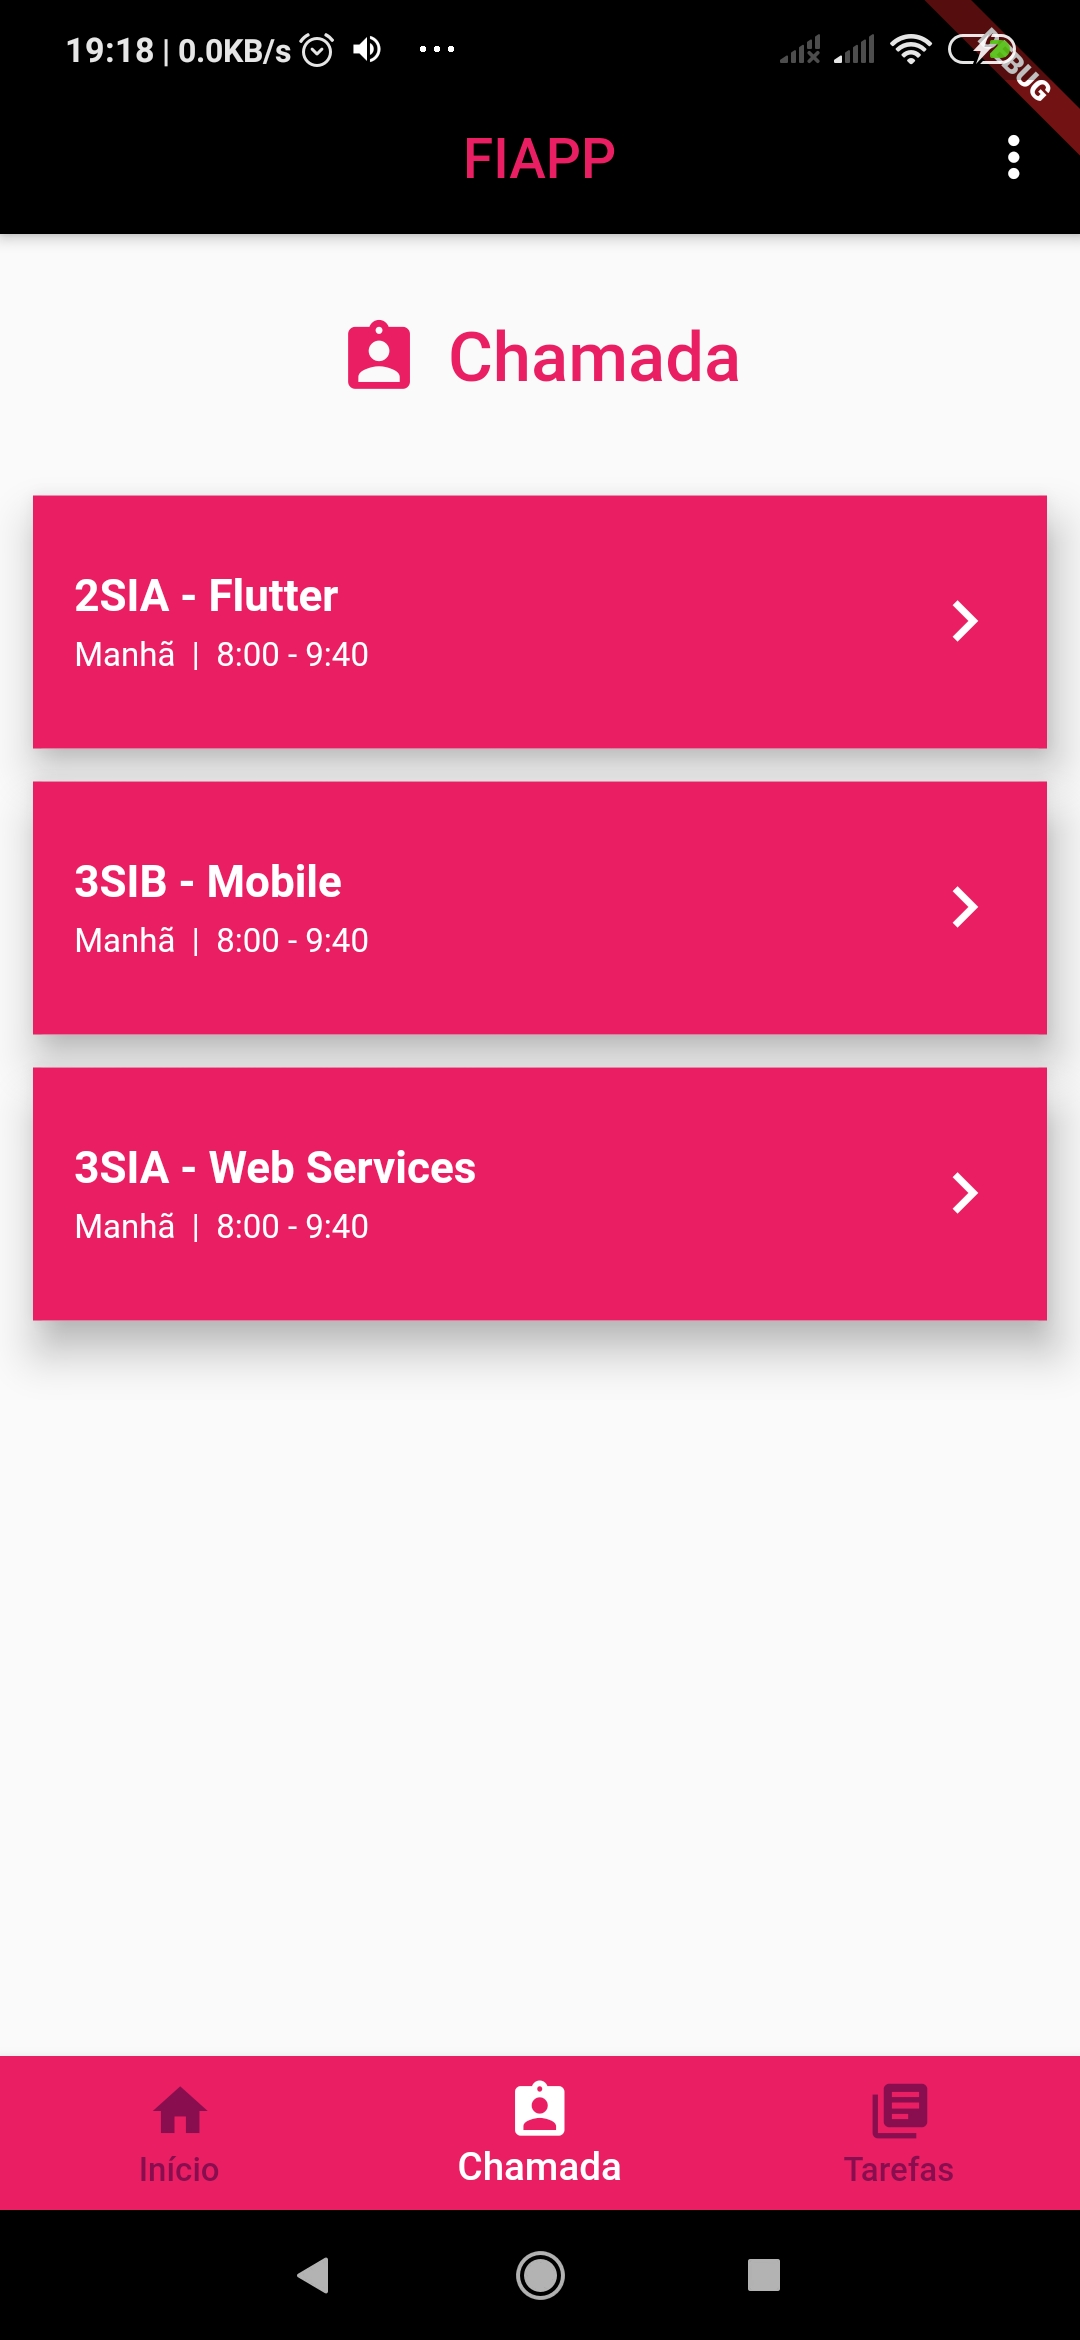 19:18 | 0.0KB/s
DEBUG
FIAPP
Chamada
2SIA - Flutter
Manhã | 8:00 - 9:40
3SIB - Mobile
Manhã | 8:00 - 9:40
3SIA - Web Services
Manhã | 8:00 - 9:40
Início
Chamada
Tarefas